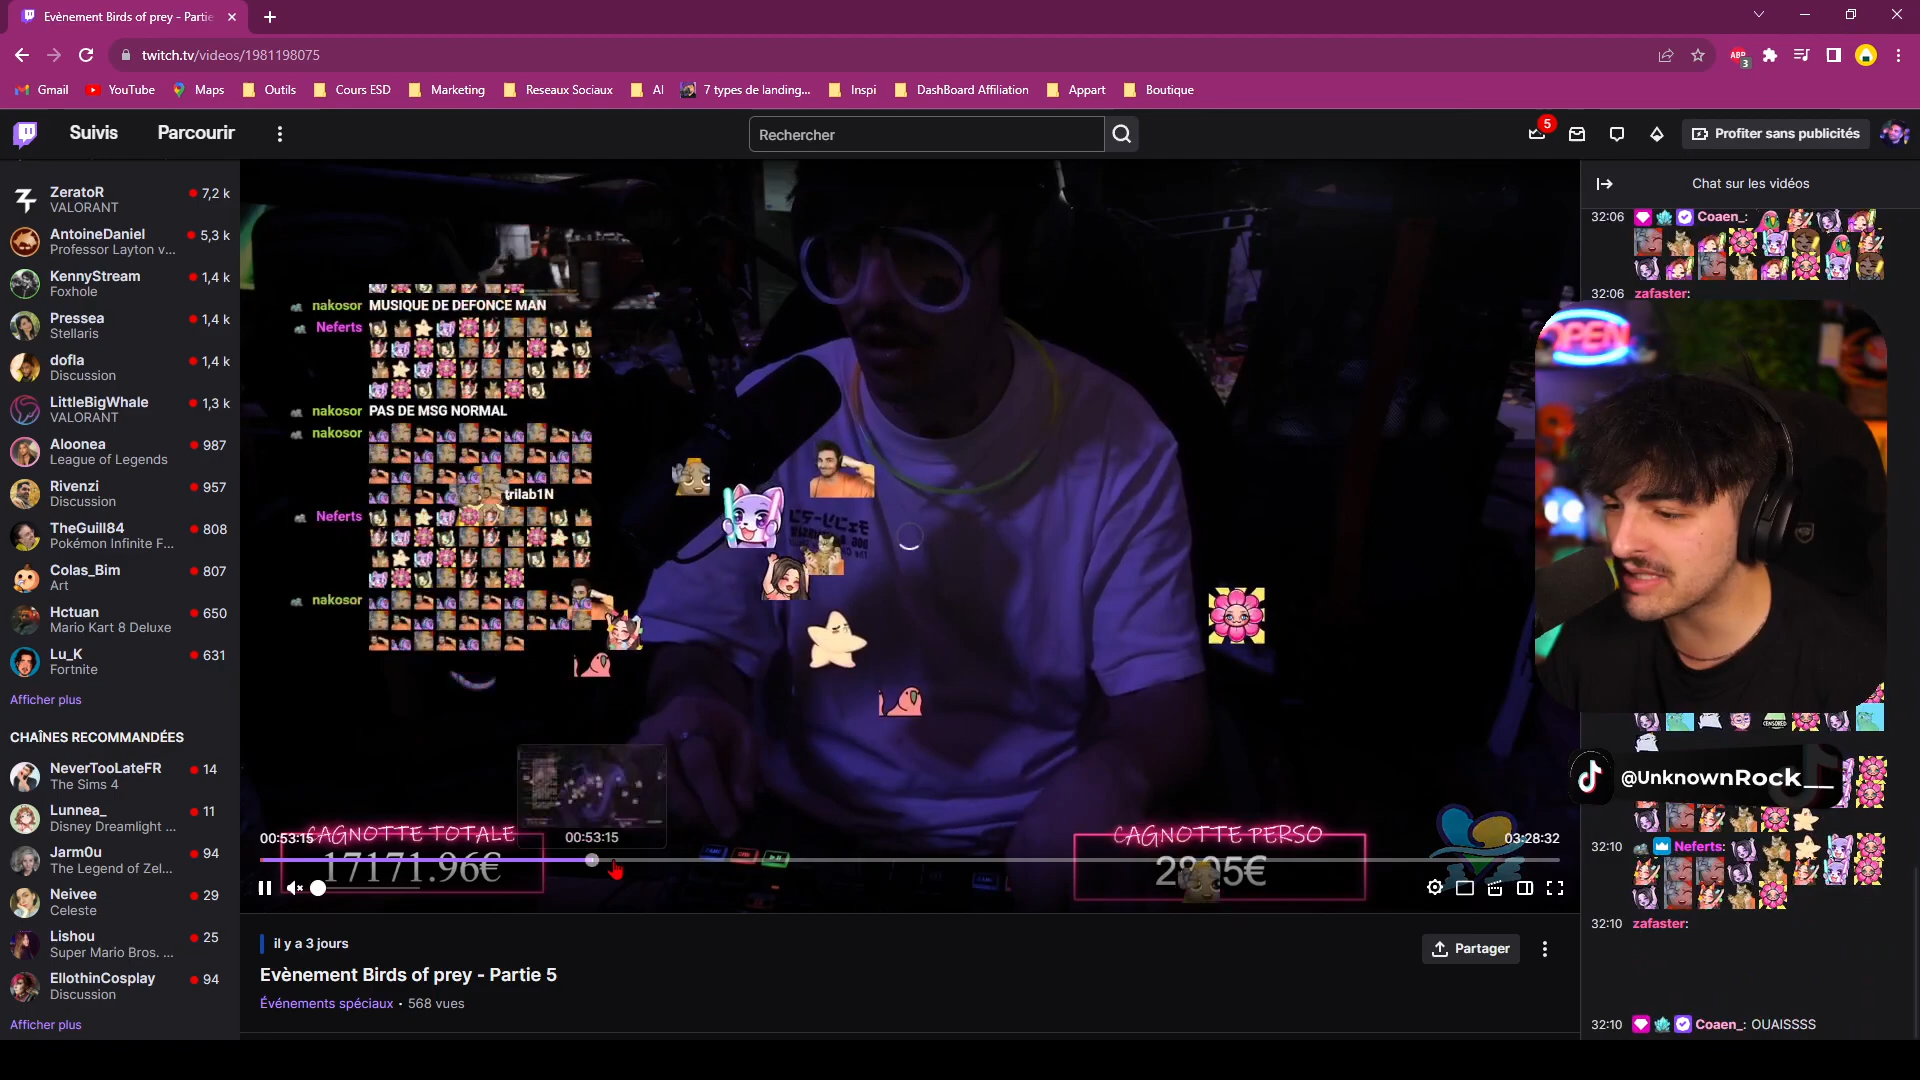 Evènement Birds of prey - Partie
twitch.tv/videos/1981198075
ABP
3
Gmail
YouTube
Maps
Outils
Cours ESD
Marketing
Reseaux Sociaux
AI
7 types de landing...
Inspi
DashBoard Affiliation
Appart
Boutique
Suivis
Parcourir
Rechercher
5
Profiter sans publicités
ZeratoR
7,2 k
VALORANT
AntoineDaniel
5,3 k
Professor Layton v...
KennyStream
1,4 k
Foxhole
Pressea
1,4 k
Stellaris
dofla
1,4 k
Discussion
LittleBigWhale
1,3 k
VALORANT
Aloonea
987
League of Legends
Rivenzi
957
Discussion
TheGuill84
808
Pokémon Infinite F...
Colas_Bim
807
Art
Hctuan
650
Mario Kart 8 Deluxe
Lu_K
631
Fortnite
Afficher plus
CHAÎNES RECOMMANDÉES
NeverTooLateFR
14
The Sims 4
Lunnea_
11
Disney Dreamlight ...
Jarm0u
94
The Legend of Zel...
Neivee
29
Celeste
Lishou
25
Super Mario Bros. ...
EllothinCosplay
94
Discussion
Afficher plus
nakosor MUSIQUE DE DEFONCE MAN
Neferts
nakosor PAS DE MSG NORMAL
nakosor
trilab1N
Neferts
nakosor
00:53:15
00:53:15
03:28:32
CAGNOTTE TOTALE
17171.96€
CAGNOTTE PERSO
il y a 3 jours
Evènement Birds of prey - Partie 5
Événements spéciaux • 568 vues
Partager
Chat sur les vidéos
32:06 Coaen_:
32:06 zafaster:
OPEN
CENSORED
@UnknownRock__
32:10 Neferts:
32:10 zafaster:
32:10 Coaen_: OUAISSSS